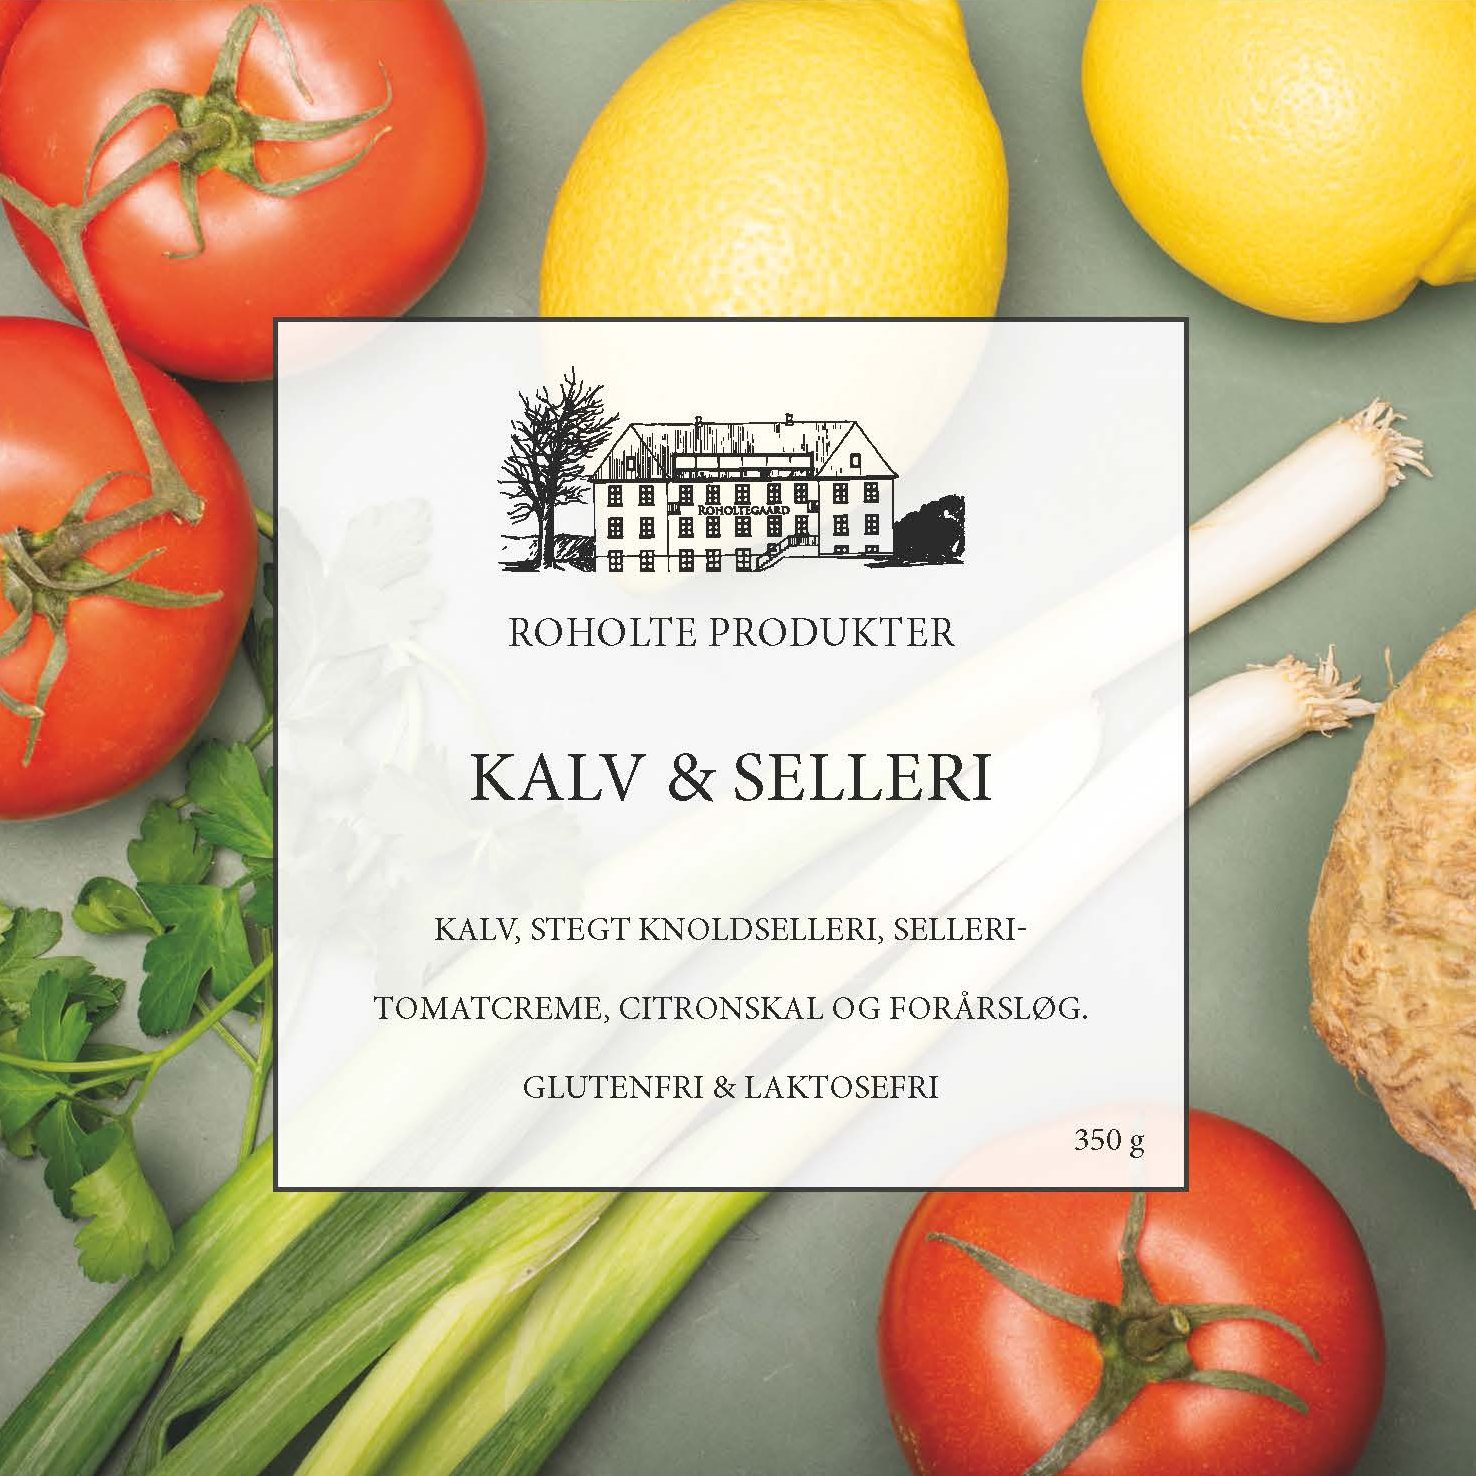 ROHOLTEGAARD
ROHOLTE PRODUKTER
KALV & SELLERI
KALV, STEGT KNOLDSELLERI, SELLERI-
TOMATCREME, CITRONSKAL OG FORÅRSLØG.
GLUTENFRI & LAKTOSEFRI
350 g